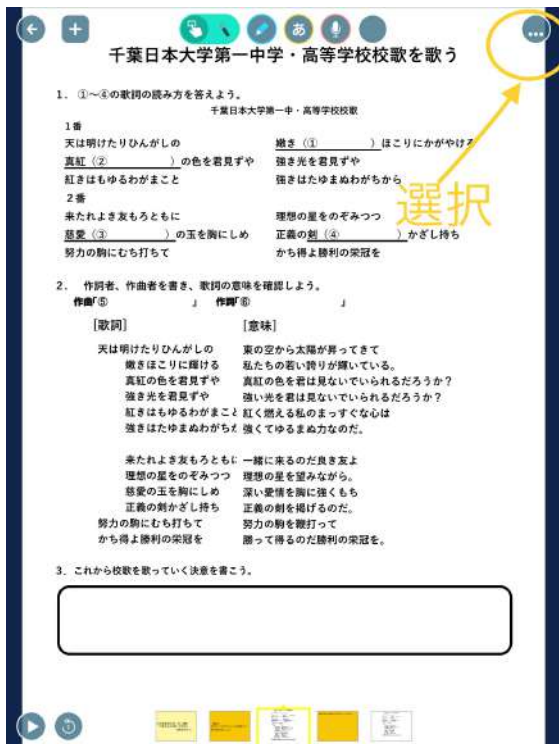 あ
千葉日本大学第一中学・高等学校校歌を歌う
1. ①～④の歌詞の読み方を答えよう。
千葉日本大学第一中・高等学校校歌
1番
天は明けたりひんがしの
嫩き（① ）ほこりにかがやける
真紅（② ）の色を君見ずや
強き光を君見ずや
紅きはもゆるわがまこと
強きはたゆまぬわがちから
選択
2番
来たれよき友もろともに
理想の星をのぞみつつ
慈愛（③ ）の玉を胸にしめ
正義の剣（④ ）かざし持ち
努力の駒にむち打ちて
かち得よ勝利の栄冠を
2. 作詞者、作曲者を書き、歌詞の意味を確認しよう。
作曲「⑤ 」 作詞「⑥ 」
［歌詞］ ［意味］
天は明けたりひんがしの 東の空から太陽が昇ってきて
嫩きほこりに輝ける 私たちの若い誇りが輝いている。
真紅の色を君見ずや 真紅の色を君は見ないでいられるだろうか？
強き光を君見ずや 強い光を君は見ないでいられるだろうか？
紅きはもゆるわがまこと 紅く燃える私のまっすぐな心は
強きはたゆまぬわがちか 強くてゆるまぬ力なのだ。
来たれよき友もろともに 一緒に来るのだ良き友よ
理想の星をのぞみつつ 理想の星を望みながら。
慈愛の玉を胸にしめ 深い愛情を胸に強くもち
正義の剣かざし持ち 正義の剣を掲げるのだ。
努力の駒にむち打ちて 努力の駒を鞭打って
かち得よ勝利の栄冠を 勝って得るのだ勝利の栄冠を。
3. これから校歌を歌っていく決意を書こう。